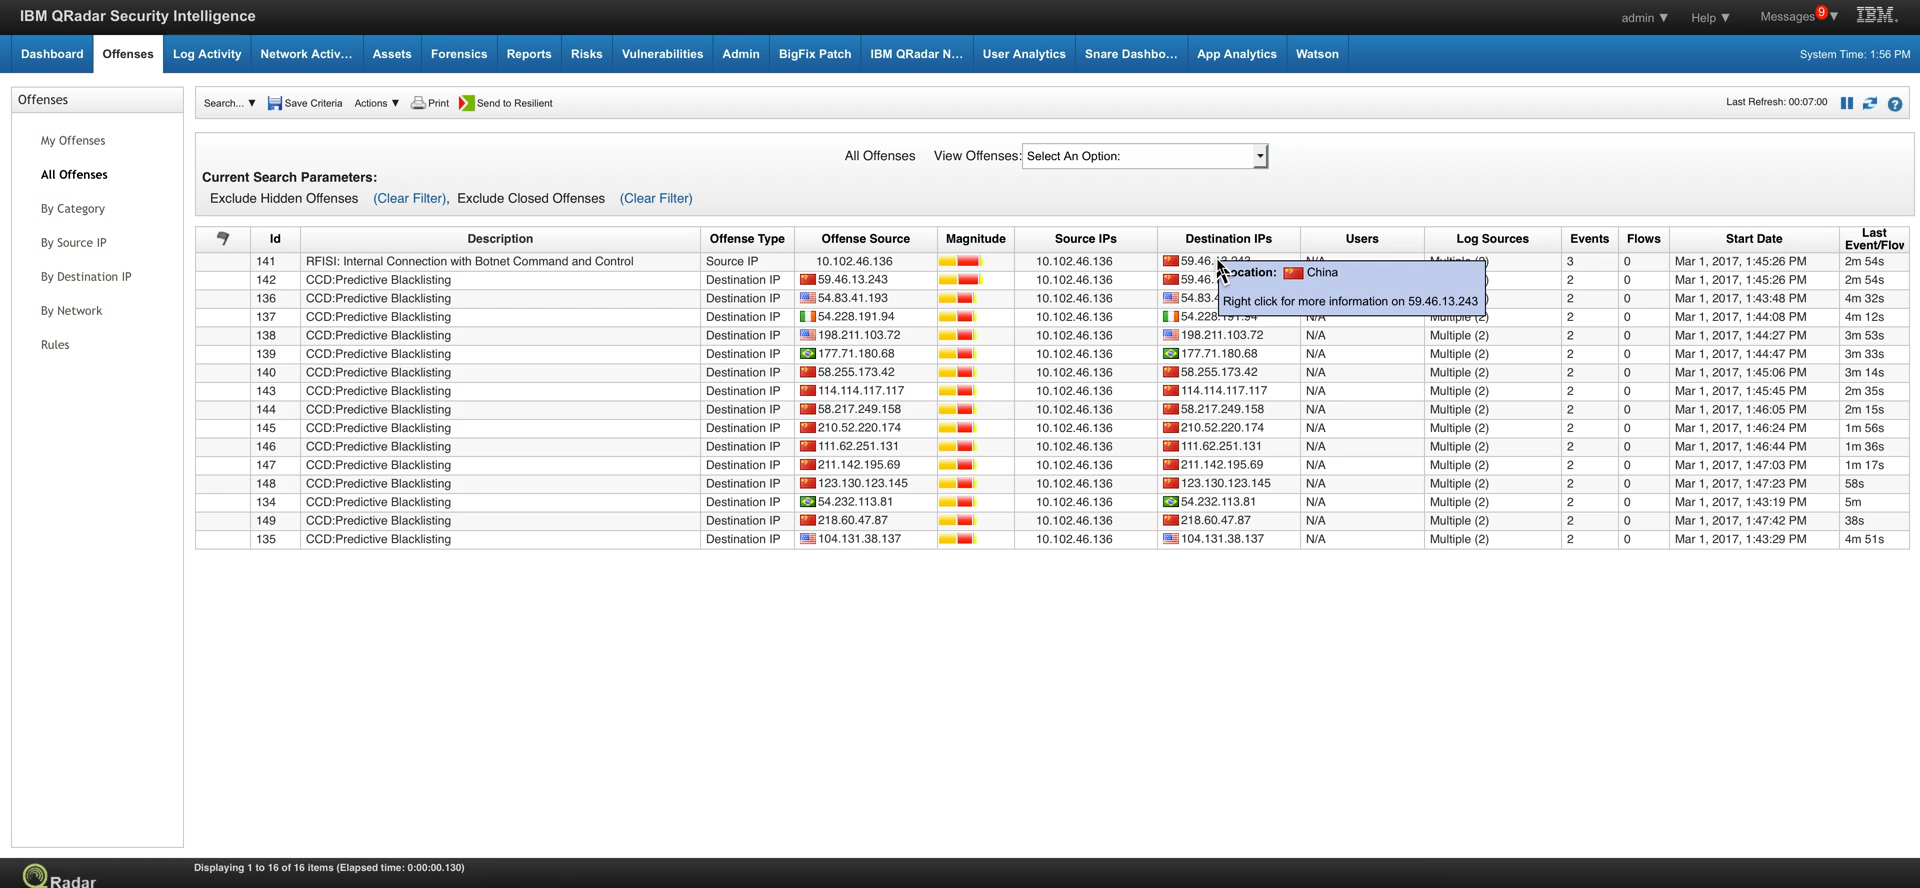 IBM QRadar Security Intelligence
admin ▼ Help ▼ Messages 9 ▼ IBM.
Dashboard Offenses Log Activity Network Activ... Assets Forensics Reports Risks Vulnerabilities Admin BigFix Patch IBM QRadar N... User Analytics Snare Dashbo... App Analytics Watson System Time: 1:56 PM
Offenses
My Offenses
All Offenses
By Category
By Source IP
By Destination IP
By Network
Rules
Search... ▼ Save Criteria Actions ▼ Print Send to Resilient Last Refresh: 00:07:00
All Offenses View Offenses: Select An Option:
Current Search Parameters:
Exclude Hidden Offenses (Clear Filter), Exclude Closed Offenses (Clear Filter)
Id Description Offense Type Offense Source Magnitude Source IPs Destination IPs Users Log Sources Events Flows Start Date Last Event/Flow
141 RFISI: Internal Connection with Botnet Command and Control Source IP 10.102.46.136 10.102.46.136 3 0 Mar 1, 2017, 1:45:26 PM 2m 54s
142 CCD:Predictive Blacklisting Destination IP 59.46.13.243 10.102.46.136 59.46. 2 0 Mar 1, 2017, 1:45:26 PM 2m 54s
136 CCD:Predictive Blacklisting Destination IP 54.83.41.193 10.102.46.136 54.83.4 2 0 Mar 1, 2017, 1:43:48 PM 4m 32s
137 CCD:Predictive Blacklisting Destination IP 54.228.191.94 10.102.46.136 54.228.191.94 N/A Multiple (2) 2 0 Mar 1, 2017, 1:44:08 PM 4m 12s
138 CCD:Predictive Blacklisting Destination IP 198.211.103.72 10.102.46.136 198.211.103.72 N/A Multiple (2) 2 0 Mar 1, 2017, 1:44:27 PM 3m 53s
139 CCD:Predictive Blacklisting Destination IP 177.71.180.68 10.102.46.136 177.71.180.68 N/A Multiple (2) 2 0 Mar 1, 2017, 1:44:47 PM 3m 33s
140 CCD:Predictive Blacklisting Destination IP 58.255.173.42 10.102.46.136 58.255.173.42 N/A Multiple (2) 2 0 Mar 1, 2017, 1:45:06 PM 3m 14s
143 CCD:Predictive Blacklisting Destination IP 114.114.117.117 10.102.46.136 114.114.117.117 N/A Multiple (2) 2 0 Mar 1, 2017, 1:45:45 PM 2m 35s
144 CCD:Predictive Blacklisting Destination IP 58.217.249.158 10.102.46.136 58.217.249.158 N/A Multiple (2) 2 0 Mar 1, 2017, 1:46:05 PM 2m 15s
145 CCD:Predictive Blacklisting Destination IP 210.52.220.174 10.102.46.136 210.52.220.174 N/A Multiple (2) 2 0 Mar 1, 2017, 1:46:24 PM 1m 56s
146 CCD:Predictive Blacklisting Destination IP 111.62.251.131 10.102.46.136 111.62.251.131 N/A Multiple (2) 2 0 Mar 1, 2017, 1:46:44 PM 1m 36s
147 CCD:Predictive Blacklisting Destination IP 211.142.195.69 10.102.46.136 211.142.195.69 N/A Multiple (2) 2 0 Mar 1, 2017, 1:47:03 PM 1m 17s
148 CCD:Predictive Blacklisting Destination IP 123.130.123.145 10.102.46.136 123.130.123.145 N/A Multiple (2) 2 0 Mar 1, 2017, 1:47:23 PM 58s
134 CCD:Predictive Blacklisting Destination IP 54.232.113.81 10.102.46.136 54.232.113.81 N/A Multiple (2) 2 0 Mar 1, 2017, 1:43:19 PM 5m
149 CCD:Predictive Blacklisting Destination IP 218.60.47.87 10.102.46.136 218.60.47.87 N/A Multiple (2) 2 0 Mar 1, 2017, 1:47:42 PM 38s
135 CCD:Predictive Blacklisting Destination IP 104.131.38.137 10.102.46.136 104.131.38.137 N/A Multiple (2) 2 0 Mar 1, 2017, 1:43:29 PM 4m 51s
China
Right click for more information on 59.46.13.243
Displaying 1 to 16 of 16 items (Elapsed time: 0:00:00.130)
QRadar